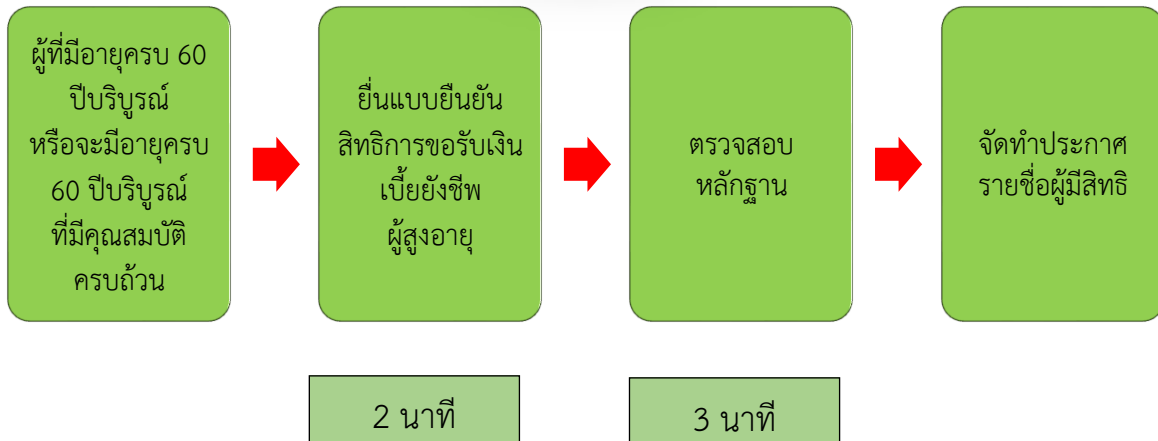 ผู้ที่มีอายุครบ 60
ปีบริบูรณ์
หรือจะมีอายุครบ
60 ปีบริบูรณ์
ที่มีคุณสมบัติ
ครบถ้วน
ยื่นแบบยืนยัน
สิทธิการขอรับเงิน
เบี้ยยังชีพ
ผู้สูงอายุ
ตรวจสอบ
หลักฐาน
จัดทำประกาศ
รายชื่อผู้มีสิทธิ
2 นาที
3 นาที